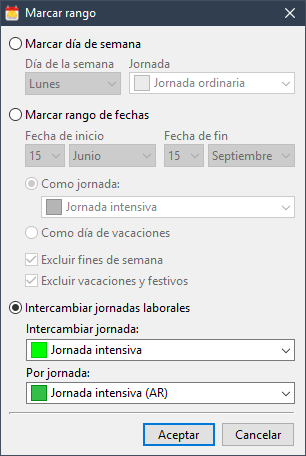 Marcar rango
Marcar día de semana
Día de la semana Jornada
Lunes Jornada ordinaria
Marcar rango de fechas
Fecha de inicio Fecha de fin
15 Junio 15 Septiembre
Como jornada:
Jornada intensiva
Como día de vacaciones
Excluir fines de semana
Excluir vacaciones y festivos
Intercambiar jornadas laborales
Intercambiar jornada:
Jornada intensiva
Por jornada:
Jornada intensiva (AR)
Aceptar Cancelar